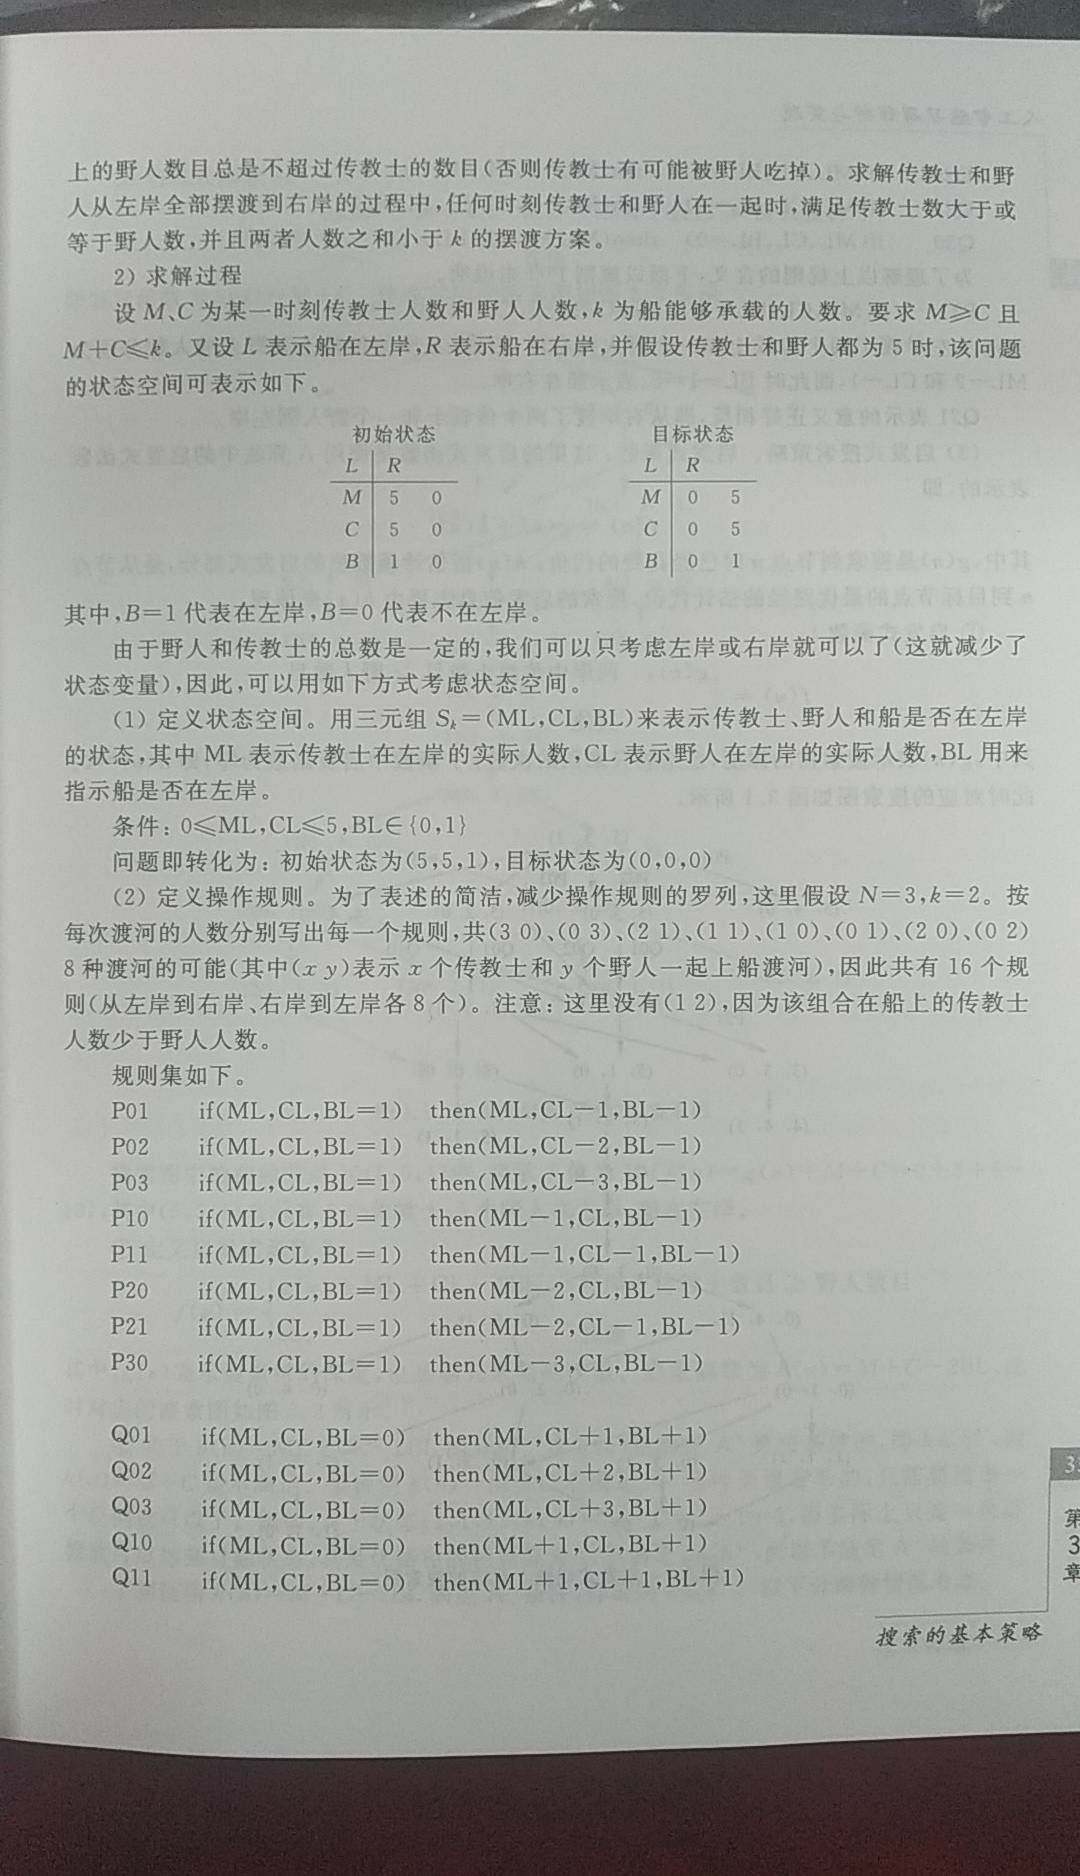 上的野人数目总是不超过传教士的数目(否则传教士有可能被野人吃掉)。求解传教士和野
人从左岸全部摆渡到右岸的过程中,任何时刻传教士和野人在一起时,满足传教士数大于或
等于野人数,并且两者人数之和小于 k 的摆渡方案。
2) 求解过程
设 M、C 为某一时刻传教士人数和野人人数,k 为船能够承载的人数。要求 M≥C 且
M+C≤k。又设 L 表示船在左岸,R 表示船在右岸,并假设传教士和野人都为 5 时,该问题
的状态空间可表示如下。
初始状态 目标状态
L R L R
M 5 0 M 0 5
C 5 0 C 0 5
B 1 0 B 0 1
其中,B=1 代表在左岸,B=0 代表不在左岸。
由于野人和传教士的总数是一定的,我们可以只考虑左岸或右岸就可以了(这就减少了
状态变量),因此,可以用如下方式考虑状态空间。
(1) 定义状态空间。用三元组 Sk=(ML,CL,BL)来表示传教士、野人和船是否在左岸
的状态,其中 ML 表示传教士在左岸的实际人数,CL 表示野人在左岸的实际人数,BL 用来
指示船是否在左岸。
条件: 0≤ML,CL≤5,BL∈{0,1}
问题即转化为: 初始状态为(5,5,1),目标状态为(0,0,0)
(2) 定义操作规则。为了表述的简洁,减少操作规则的罗列,这里假设 N=3,k=2。按
每次渡河的人数分别写出每一个规则,共(3 0)、(0 3)、(2 1)、(1 1)、(1 0)、(0 1)、(2 0)、(0 2)
8 种渡河的可能(其中(x y)表示 x 个传教士和 y 个野人一起上船渡河),因此共有 16 个规
则(从左岸到右岸、右岸到左岸各 8 个)。注意: 这里没有(1 2),因为该组合在船上的传教士
人数少于野人人数。
规则集如下。
P01 if(ML,CL,BL=1) then(ML,CL-1,BL-1)
P02 if(ML,CL,BL=1) then(ML,CL-2,BL-1)
P03 if(ML,CL,BL=1) then(ML,CL-3,BL-1)
P10 if(ML,CL,BL=1) then(ML-1,CL,BL-1)
P11 if(ML,CL,BL=1) then(ML-1,CL-1,BL-1)
P20 if(ML,CL,BL=1) then(ML-2,CL,BL-1)
P21 if(ML,CL,BL=1) then(ML-2,CL-1,BL-1)
P30 if(ML,CL,BL=1) then(ML-3,CL,BL-1)
Q01 if(ML,CL,BL=0) then(ML,CL+1,BL+1)
Q02 if(ML,CL,BL=0) then(ML,CL+2,BL+1)
Q03 if(ML,CL,BL=0) then(ML,CL+3,BL+1)
Q10 if(ML,CL,BL=0) then(ML+1,CL,BL+1)
Q11 if(ML,CL,BL=0) then(ML+1,CL+1,BL+1)
第
3
章
搜索的基本策略